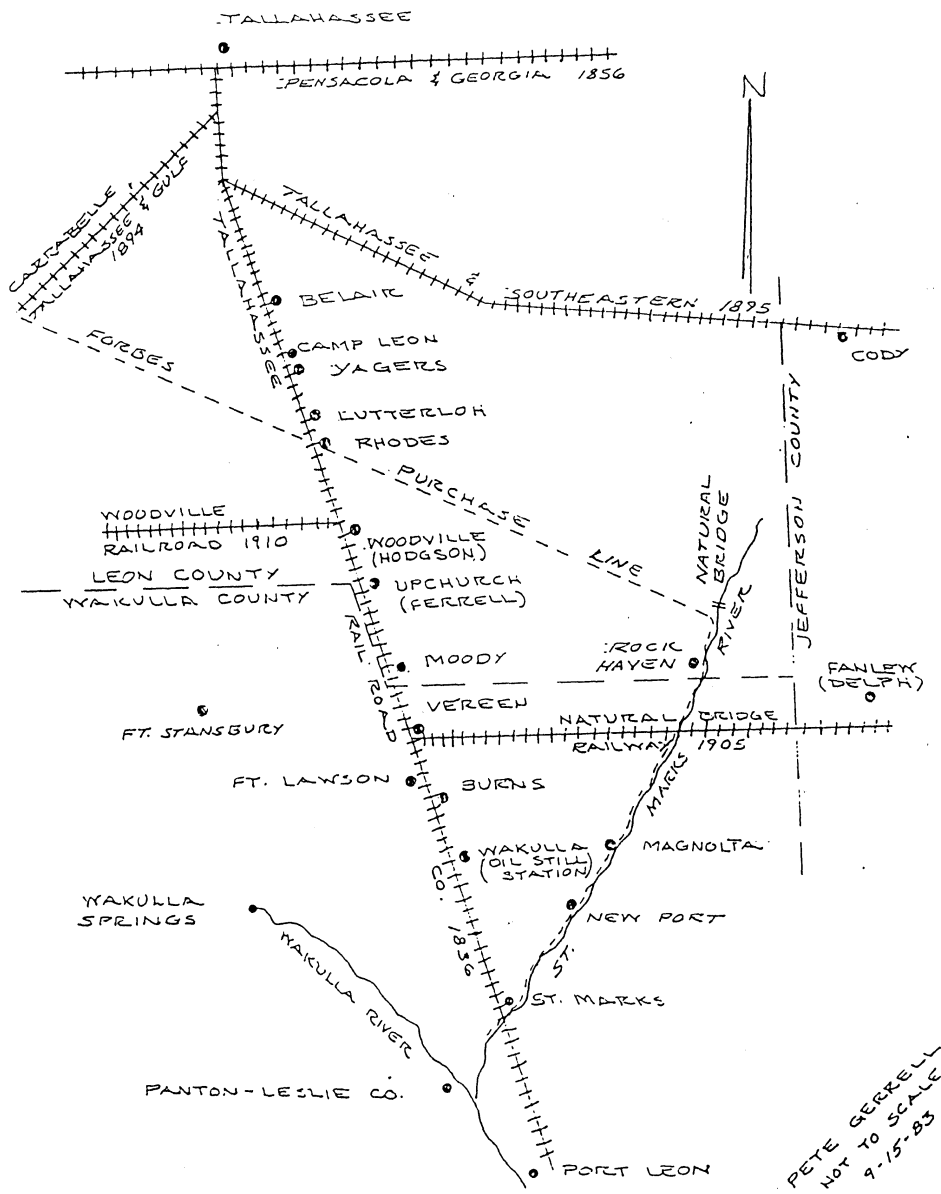 TALLAHASSEE
PENSACOLA & GEORGIA 1856
N
CARRABELLE
TALLAHASSEE & GULF
1894
TALLAHASSEE
&
SOUTHEASTERN 1895
TALLAHASSEE
BELAIR
CAMP LEON
YAGERS
CODY
FORBES
LUTTERLOH
RHODES
PURCHASE
LINE
JEFFERSON COUNTY
NATURAL
BRIDGE
WOODVILLE
RAILROAD 1910
WOODVILLE
(HODGSON)
LEON COUNTY
WAKULLA COUNTY
UPCHURCH
(FERRELL)
RAIL ROAD
MOODY
ROCK
HAVEN
RIVER
FANLEW
(DELPH)
VEREEN
FT. STANSBURY
NATURAL BRIDGE
RAILWAY 1905
FT. LAWSON
BURNS
MARKS
WAKULLA
(OIL STILL
STATION)
MAGNOLIA
CO.
1836
WAKULLA
SPRINGS
NEW PORT
ST.
WAKULLA RIVER
ST. MARKS
PANTON-LESLIE CO.
PORT LEON
PETE GERRELL
NOT TO SCALE
9-15-83